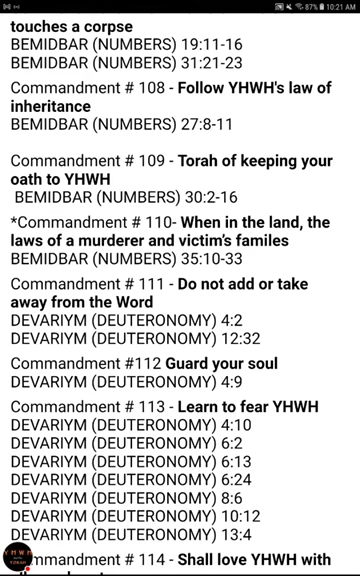 87% 10:21 AM
touches a corpse
BEMIDBAR (NUMBERS) 19:11-16
BEMIDBAR (NUMBERS) 31:21-23
Commandment # 108 - Follow YHWH's law of
inheritance
BEMIDBAR (NUMBERS) 27:8-11
Commandment # 109 - Torah of keeping your
oath to YHWH
BEMIDBAR (NUMBERS) 30:2-16
*Commandment # 110- When in the land, the
laws of a murderer and victim's familes
BEMIDBAR (NUMBERS) 35:10-33
Commandment # 111 - Do not add or take
away from the Word
DEVARIYM (DEUTERONOMY) 4:2
DEVARIYM (DEUTERONOMY) 12:32
Commandment #112 Guard your soul
DEVARIYM (DEUTERONOMY) 4:9
Commandment # 113 - Learn to fear YHWH
DEVARIYM (DEUTERONOMY) 4:10
DEVARIYM (DEUTERONOMY) 6:2
DEVARIYM (DEUTERONOMY) 6:13
DEVARIYM (DEUTERONOMY) 6:24
DEVARIYM (DEUTERONOMY) 8:6
DEVARIYM (DEUTERONOMY) 10:12
DEVARIYM (DEUTERONOMY) 13:4
mmandment # 114 - Shall love YHWH with
YHWH
TORAH